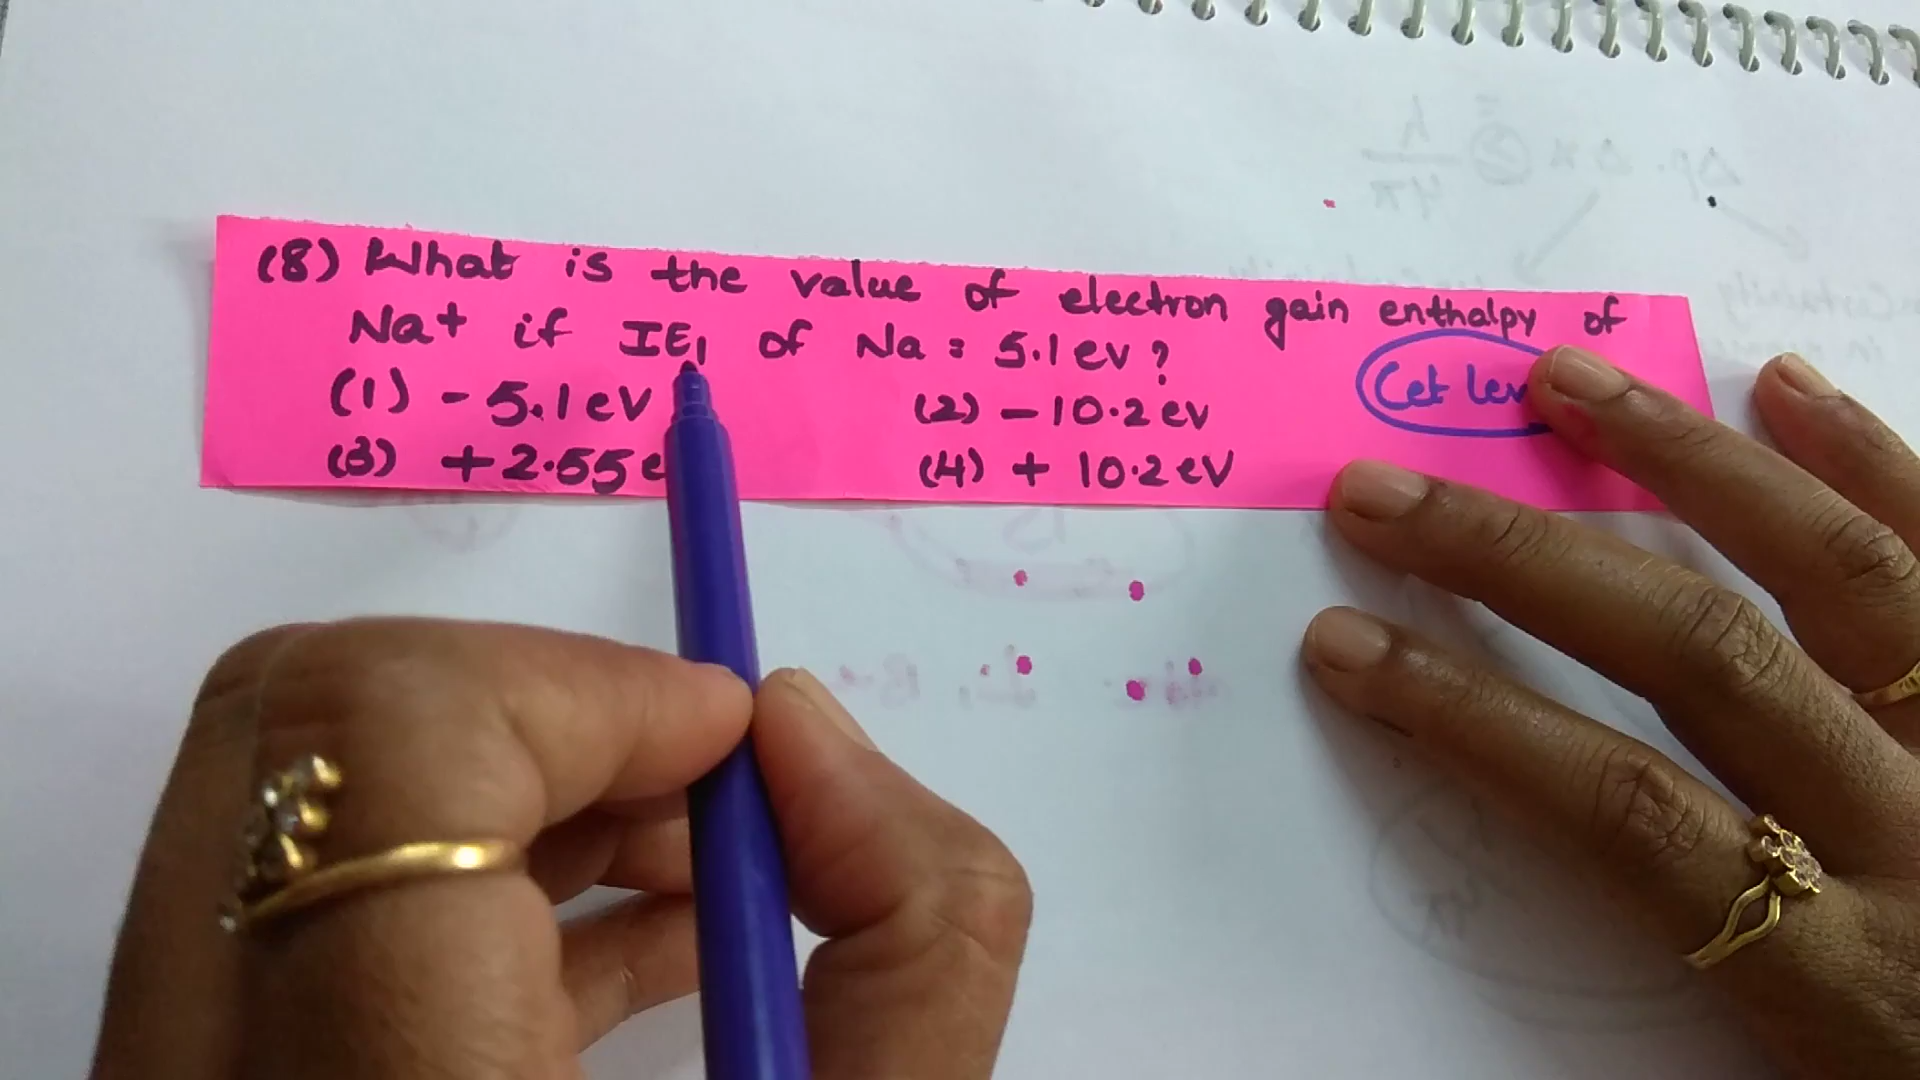 (8) What is the value of electron gain enthalpy of
Na+ if IE1 of Na = 5.1 ev ?
Cet
(1) - 5.1 eV (2) - 10.2 ev
(3) + 2.55 (4) + 10.2 eV